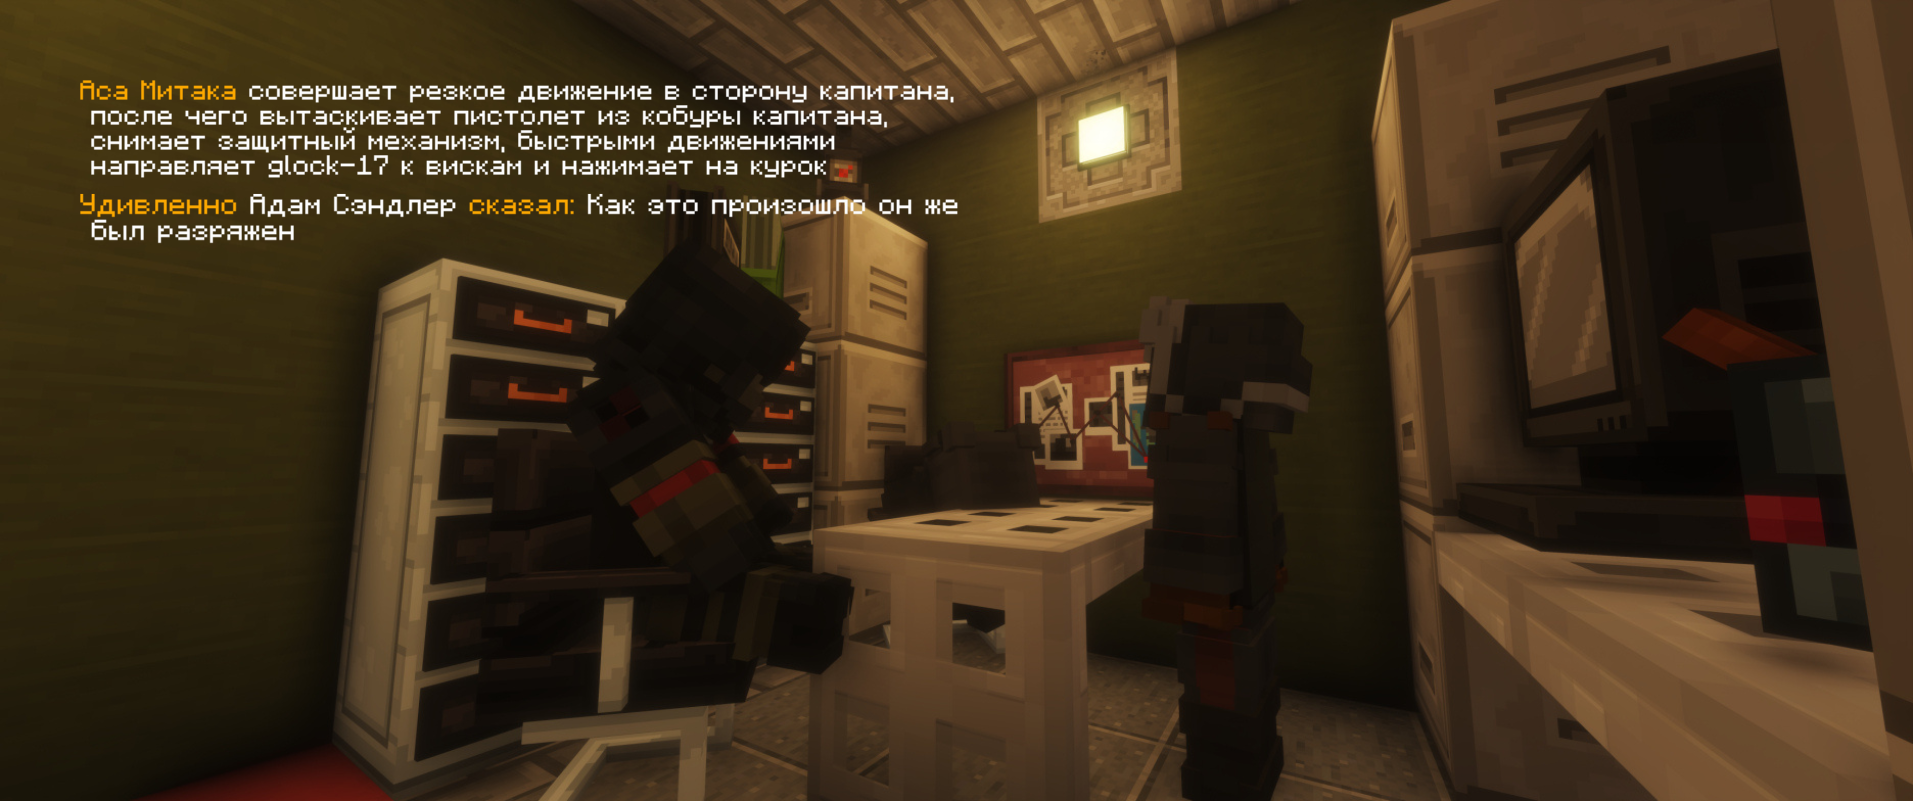 Аса Митака совершает резкое движение в сторону капитана,
после чего вытаскивает пистолет из кобуры капитана,
снимает защитный механизм, быстрыми движениями
направляет glock-17 к вискам и нажимает на курок
Удивленно Адам Сэндлер сказал: Как это произошло он же
был разряжен